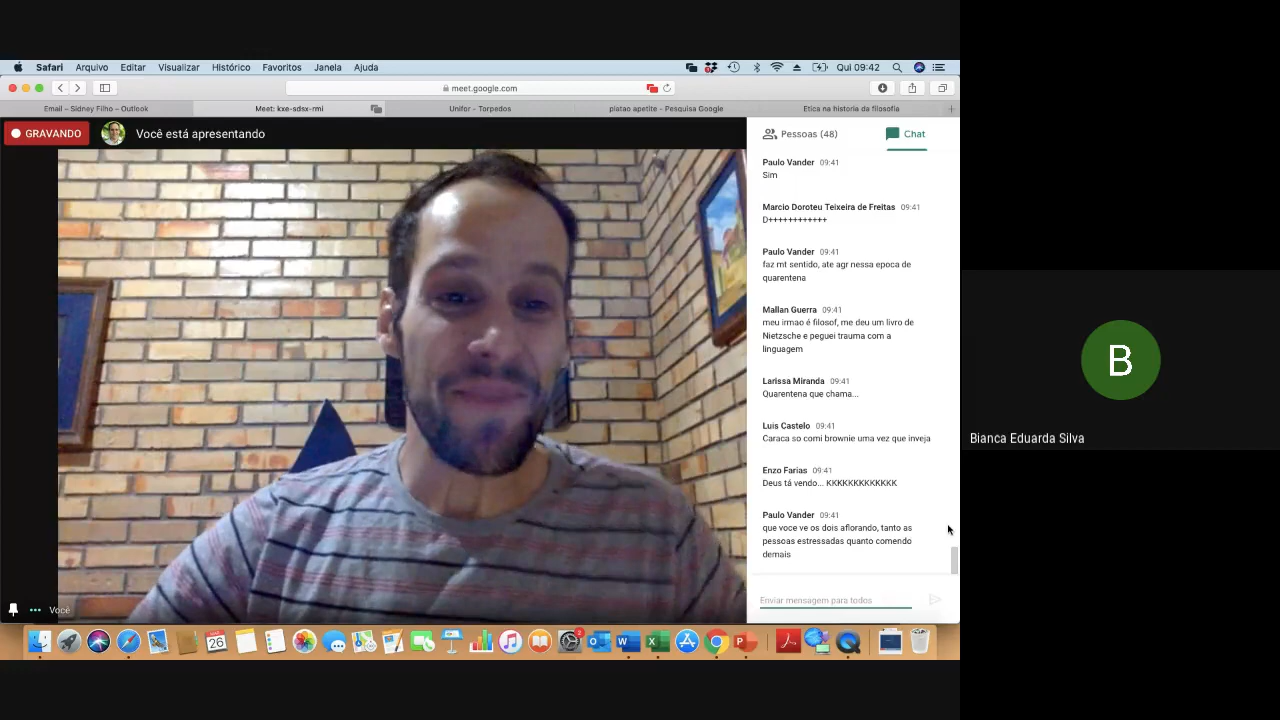 Safari Arquivo Editar Visualizar Histórico Favoritos Janela Ajuda
Qui 09:42
meet.google.com
Email – Sidney Filho – Outlook
Meet: kxe-sdsx-rmi
Unifor - Torpedos
platao apetite - Pesquisa Google
Etica na historia da filosofia
GRAVANDO
Você está apresentando
Pessoas (48)
Chat
Paulo Vander 09:41
Sim
Marcio Doroteu Teixeira de Freitas 09:41
D++++++++++++
Paulo Vander 09:41
faz mt sentido, ate agr nessa epoca de
quarentena
Mallan Guerra 09:41
meu irmao é filosof, me deu um livro de
Nietzsche e peguei trauma com a
linguagem
Larissa Miranda 09:41
Quarentena que chama...
Luis Castelo 09:41
Caraca so comi brownie uma vez que inveja
Enzo Farias 09:41
Deus tá vendo... KKKKKKKKKKKKK
Paulo Vander 09:41
que voce ve os dois aflorando, tanto as
pessoas estressadas quanto comendo
demais
Enviar mensagem para todos
Você
26
2
B
Bianca Eduarda Silva